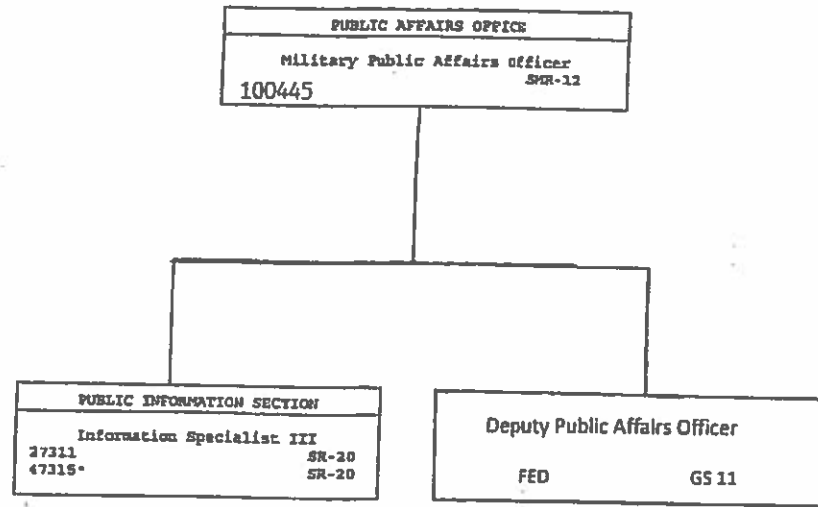 PUBLIC AFFAIRS OFFICE
Military Public Affairs Officer
SMR-12
100445
PUBLIC INFORMATION SECTION
Information Specialist III
27311 SR-20
47315* SR-20
Deputy Public Affairs Officer
FED GS 11